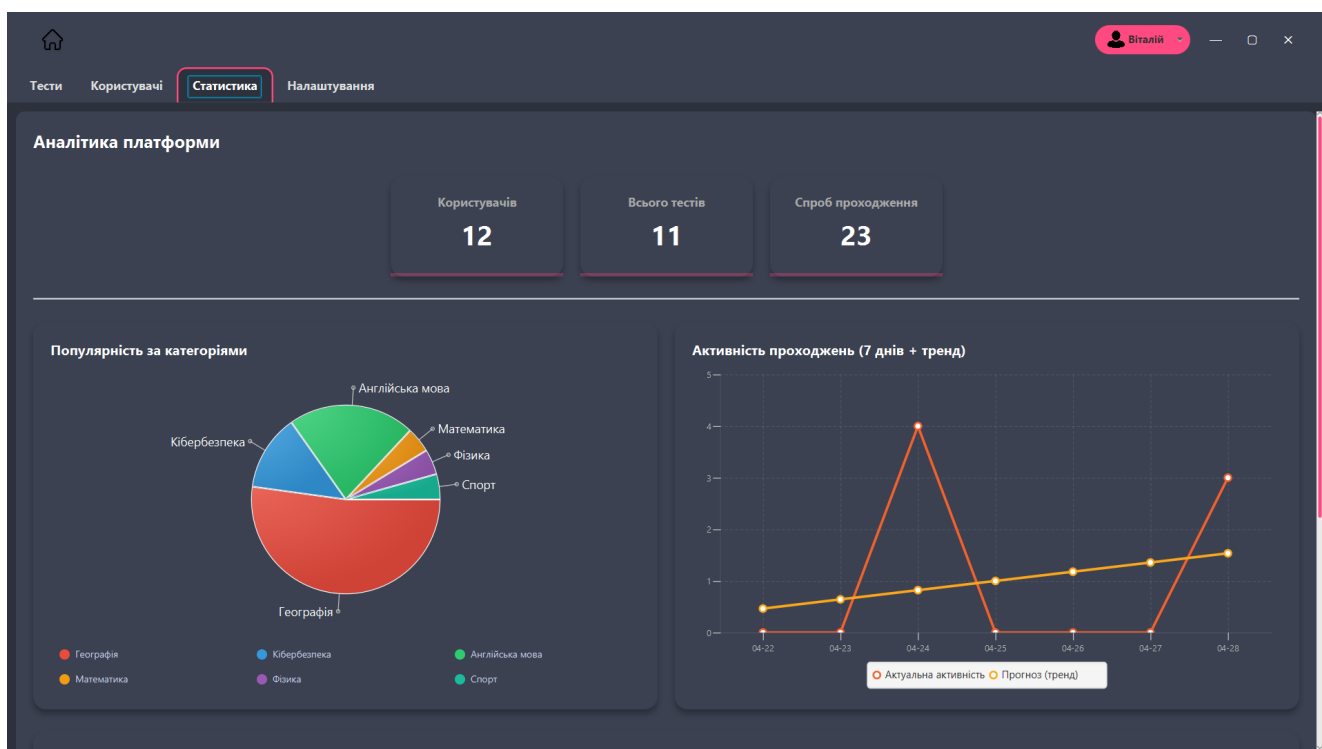 Віталій
Тести Користувачі Статистика Налаштування
Аналітика платформи
Користувачів
12
Всього тестів
11
Спроб проходження
23
Популярність за категоріями
Англійська мова
Математика
Кібербезпека
Фізика
Спорт
Географія
Географія Кібербезпека Англійська мова
Математика Фізика Спорт
Активність проходжень (7 днів + тренд)
5
4
3
2
1
0
04-22 04-23 04-24 04-25 04-26 04-27 04-28
Актуальна активність Прогноз (тренд)